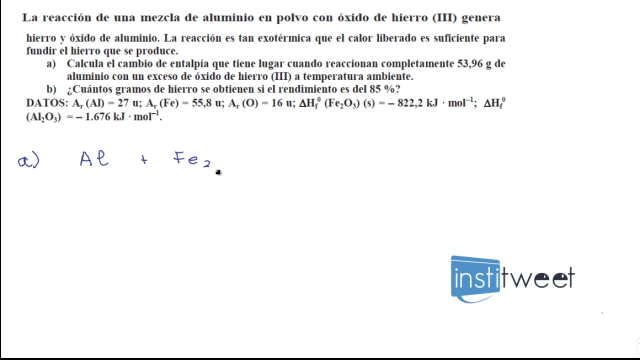 La reacción de una mezcla de aluminio en polvo con óxido de hierro (III) genera
hierro y óxido de aluminio. La reacción es tan exotérmica que el calor liberado es suficiente para
fundir el hierro que se produce.
a) Calcula el cambio de entalpía que tiene lugar cuando reaccionan completamente 53,96 g de
aluminio con un exceso de óxido de hierro (III) a temperatura ambiente.
b) ¿Cuántos gramos de hierro se obtienen si el rendimiento es del 85 %?
DATOS: Aᵣ (Al) = 27 u; Aᵣ (Fe) = 55,8 u; Aᵣ (O) = 16 u; ΔH_f⁰ (Fe₂O₃) (s) = – 822,2 kJ · mol⁻¹; ΔH_f⁰
(Al₂O₃) = – 1.676 kJ · mol⁻¹.
a) Al + Fe₂
institweet